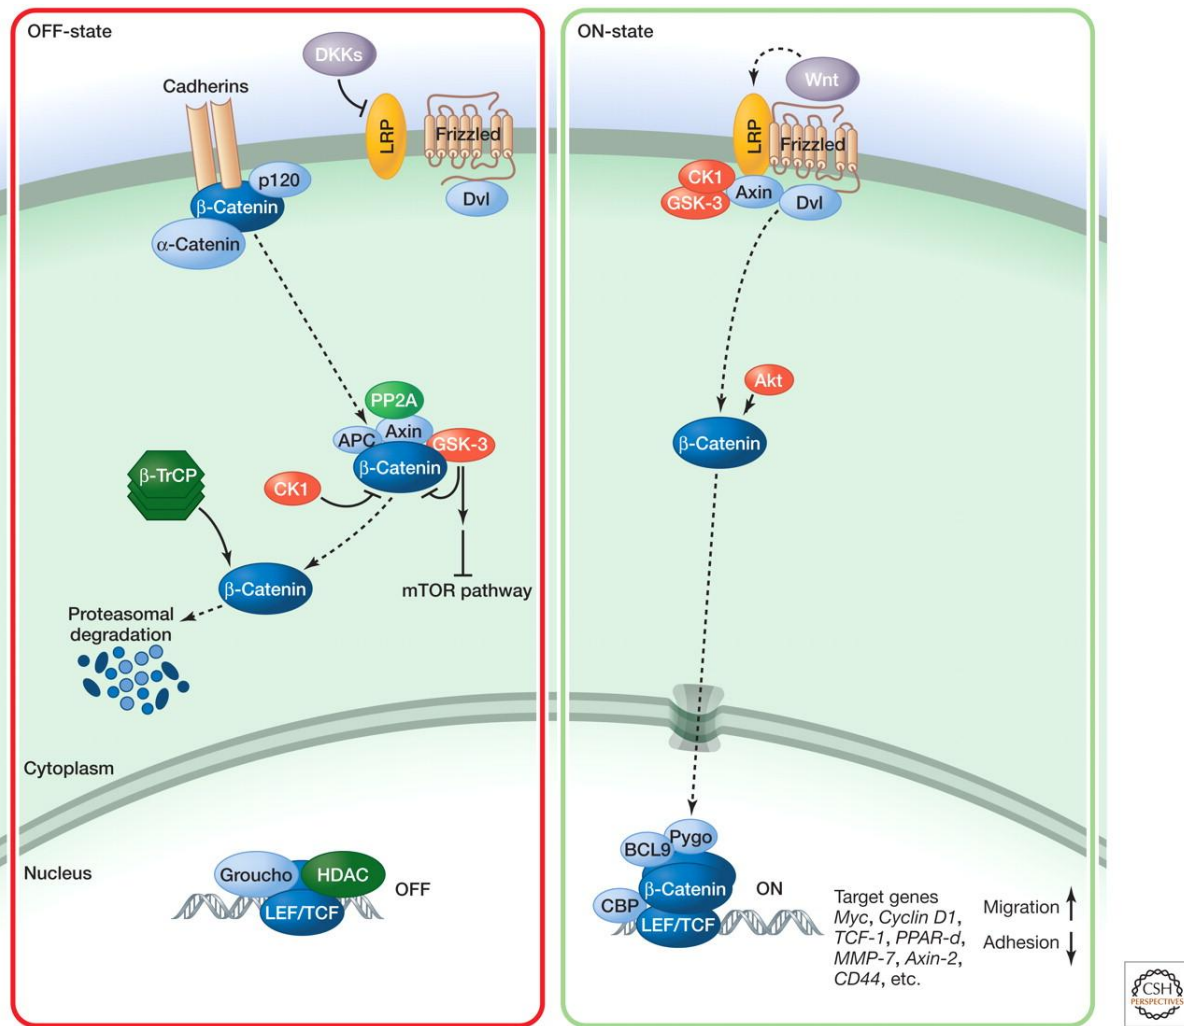 OFF-state
DKKs
Cadherins
LRP
Frizzled
p120
β-Catenin
Dvl
α-Catenin
PP2A
Axin
APC
GSK-3
β-Catenin
β-TrCP
CK1
β-Catenin
mTOR pathway
Proteasomal
degradation
Cytoplasm
Nucleus
Groucho
HDAC
OFF
LEF/TCF
ON-state
Wnt
LRP
Frizzled
CK1
Axin
GSK-3
Dvl
Akt
β-Catenin
Pygo
BCL9
β-Catenin
ON
CBP
LEF/TCF
Target genes
Myc, Cyclin D1,
TCF-1, PPAR-d,
MMP-7, Axin-2,
CD44, etc.
Migration
Adhesion
CSH
PERSPECTIVES